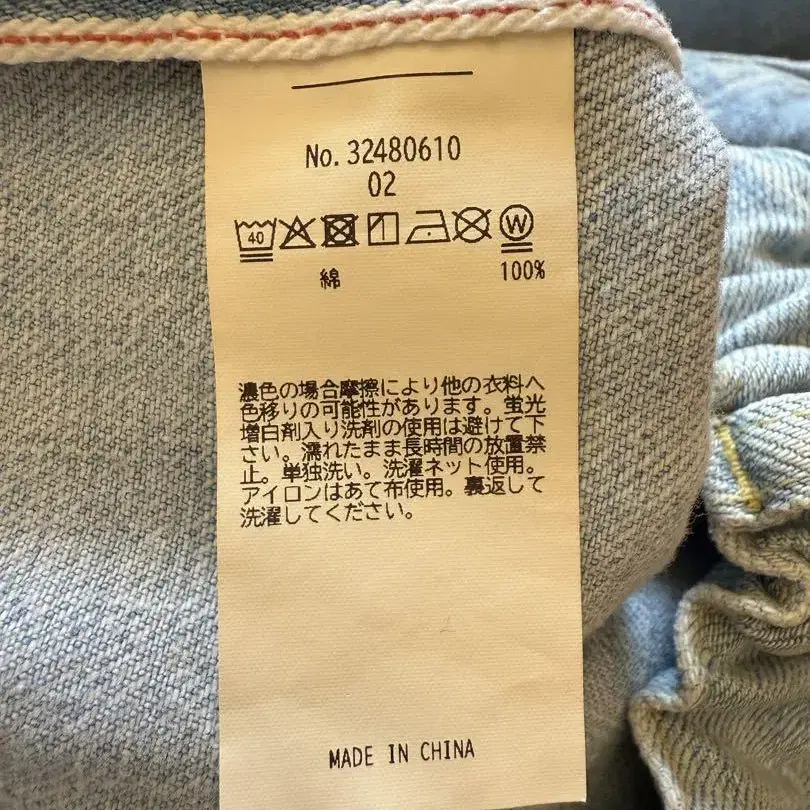 No. 32480610
02
40 W
綿 100%
濃色の場合摩擦により他の衣料へ
色移りの可能性があります。蛍光
増白剤入り洗剤の使用は避けて下
さい。濡れたまま長時間の放置禁
止。単独洗い。洗濯ネット使用。
アイロンはあて布使用。裏返して
洗濯してください。
MADE IN CHINA